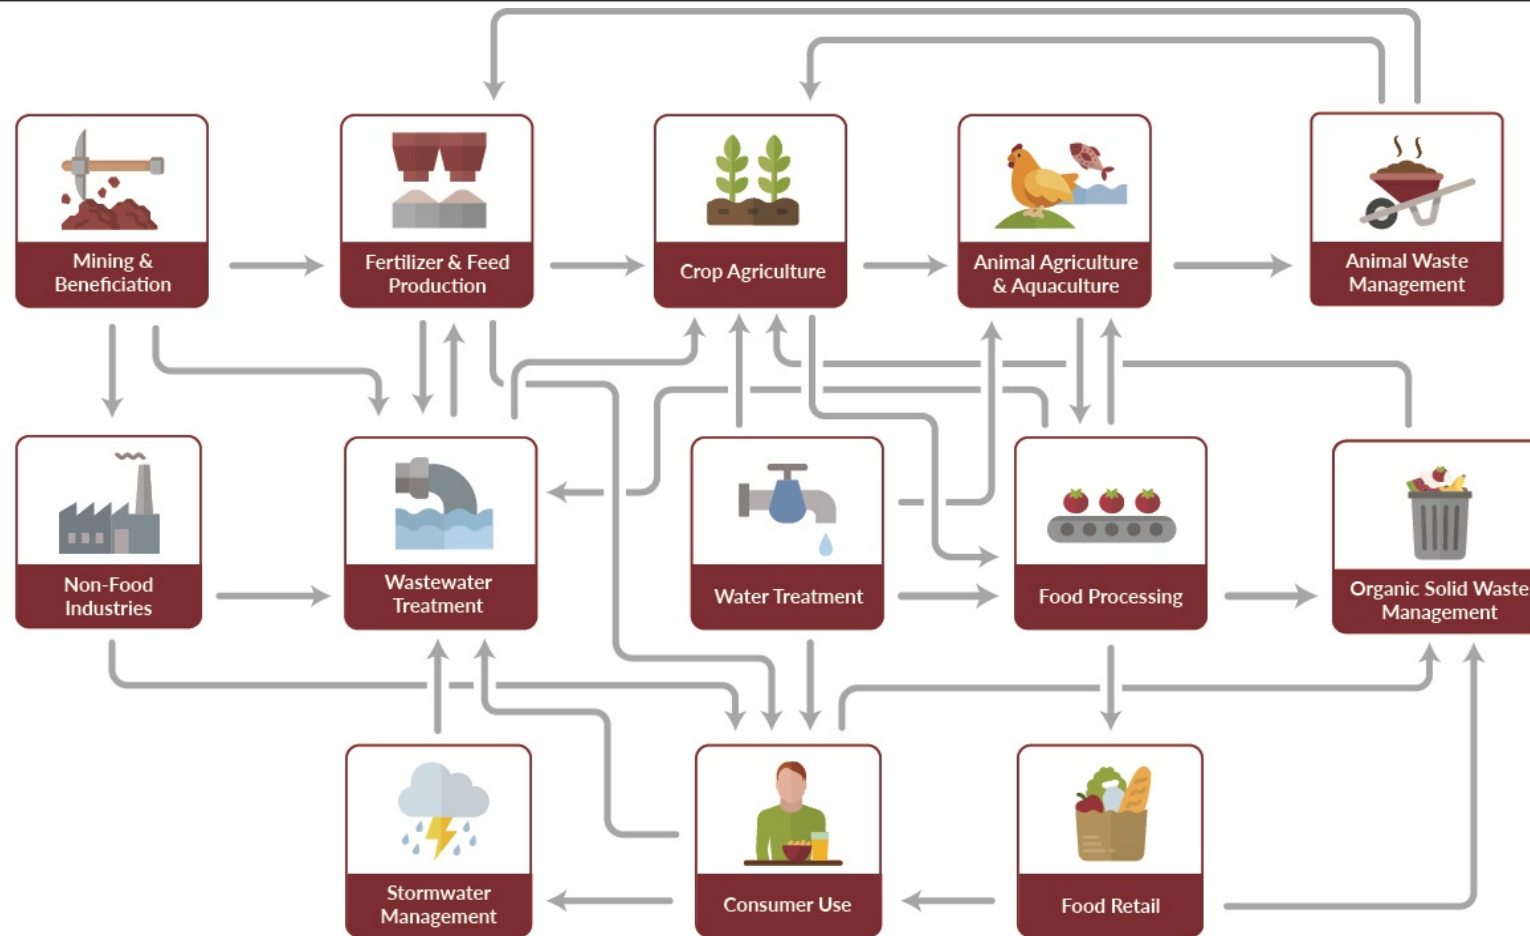 Mining &
Beneficiation
Fertilizer & Feed
Production
Crop Agriculture
Animal Agriculture
& Aquaculture
Animal Waste
Management
Non-Food
Industries
Wastewater
Treatment
Water Treatment
Food Processing
Organic Solid Waste
Management
Stormwater
Management
Consumer Use
Food Retail